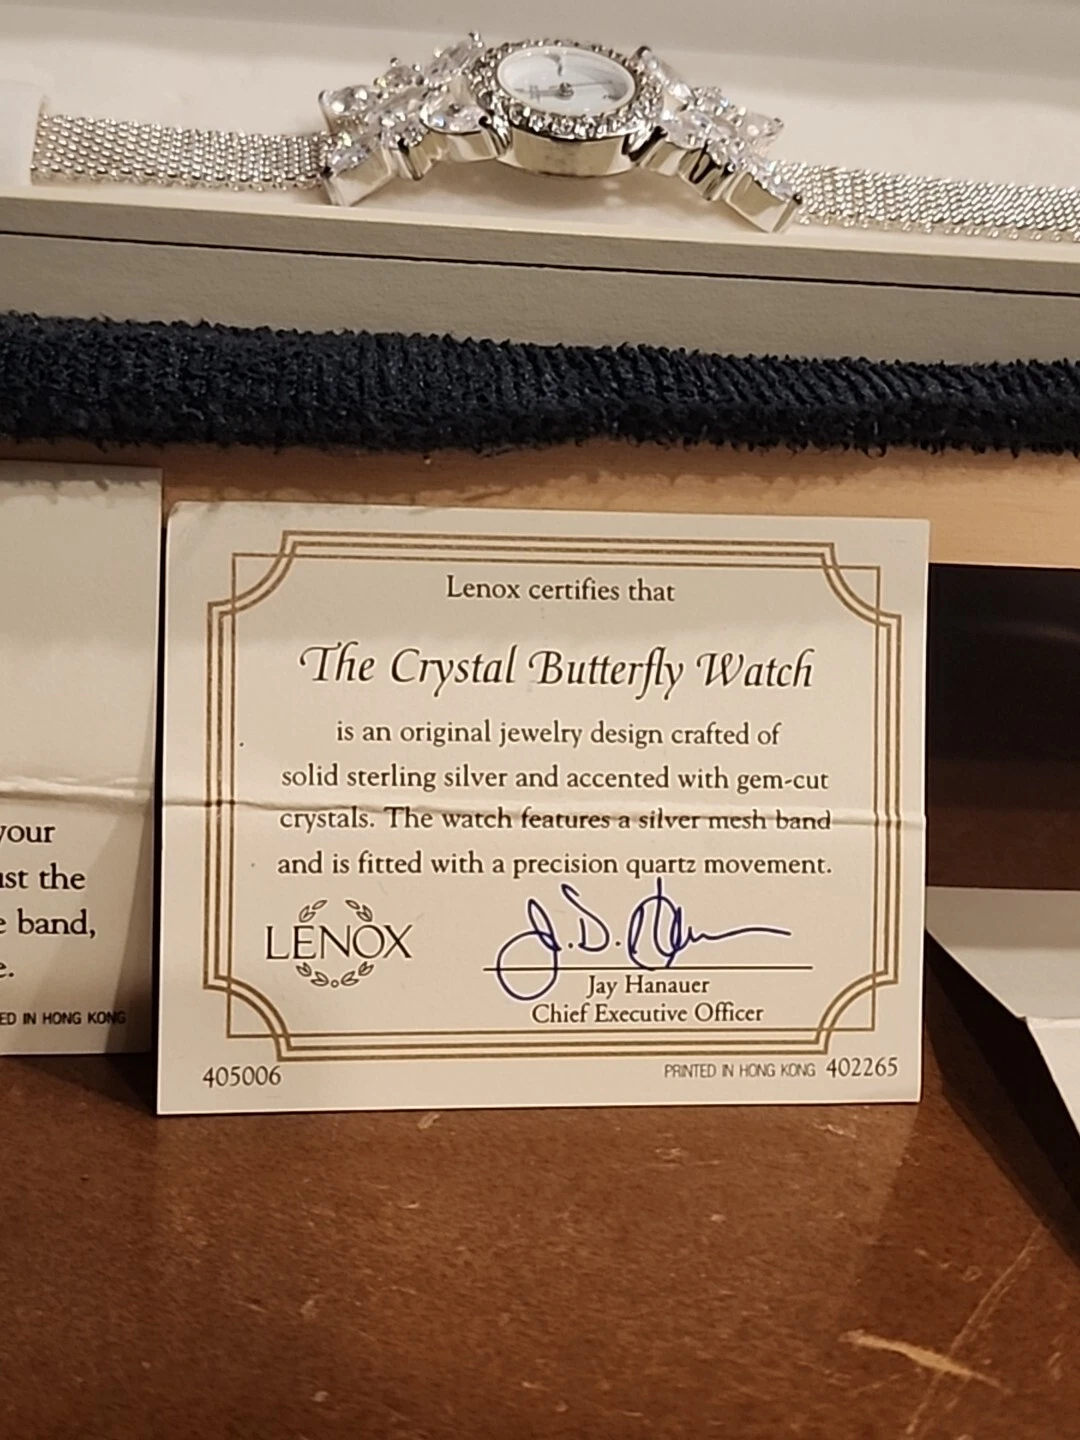 Lenox certifies that
The Crystal Butterfly Watch
is an original jewelry design crafted of
solid sterling silver and accented with gem-cut
crystals. The watch features a silver mesh band
and is fitted with a precision quartz movement.
LENOX
J. D. Hanauer
Jay Hanauer
Chief Executive Officer
405006
PRINTED IN HONG KONG 402265
your
the
band,
IN HONG KONG